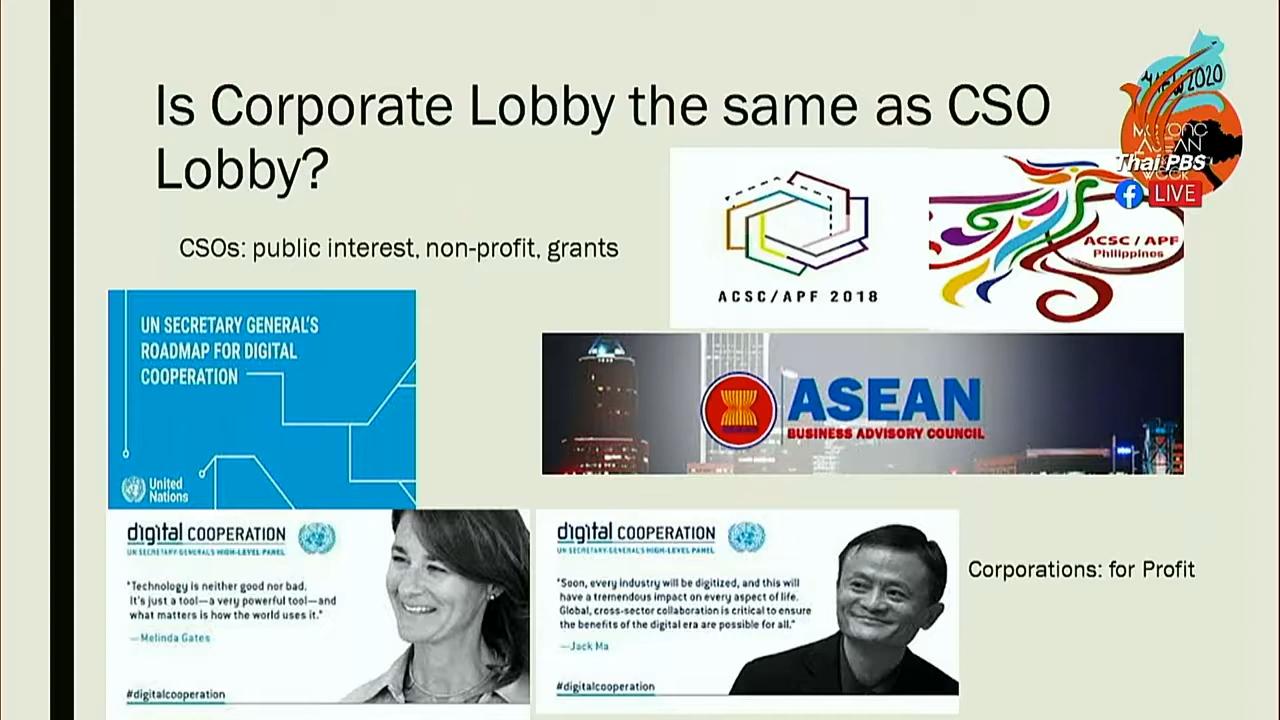 Is Corporate Lobby the same as CSO
Lobby?
2020
ASEAN
WEEK
Thai PBS
LIVE
CSOs: public interest, non-profit, grants
ACSC/APF 2018
ACSC / APF
Philippines
UN SECRETARY GENERAL'S
ROADMAP FOR DIGITAL
COOPERATION
United
Nations
ASEAN
BUSINESS ADVISORY COUNCIL
digital COOPERATION
UN SECRETARY-GENERAL'S HIGH-LEVEL PANEL
"Technology is neither good nor bad.
It's just a tool—a very powerful tool—and
what matters is how the world uses it."
—Melinda Gates
#digitalcooperation
digital COOPERATION
UN SECRETARY-GENERAL'S HIGH-LEVEL PANEL
"Soon, every industry will be digitized, and this will
have a tremendous impact on every aspect of life.
Global, cross-sector collaboration is critical to ensure
the benefits of the digital era are possible for all."
—Jack Ma
#digitalcooperation
Corporations: for Profit